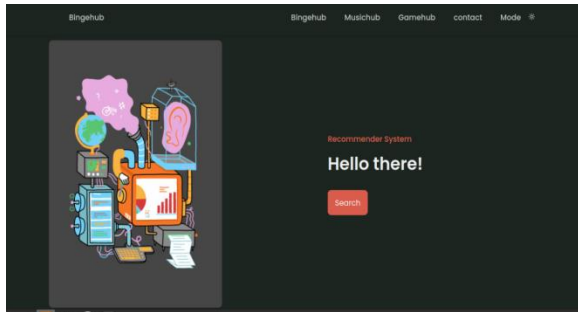 Bingehub
Bingehub Musichub Gamehub contact Mode
Recommender System
Hello there!
Search